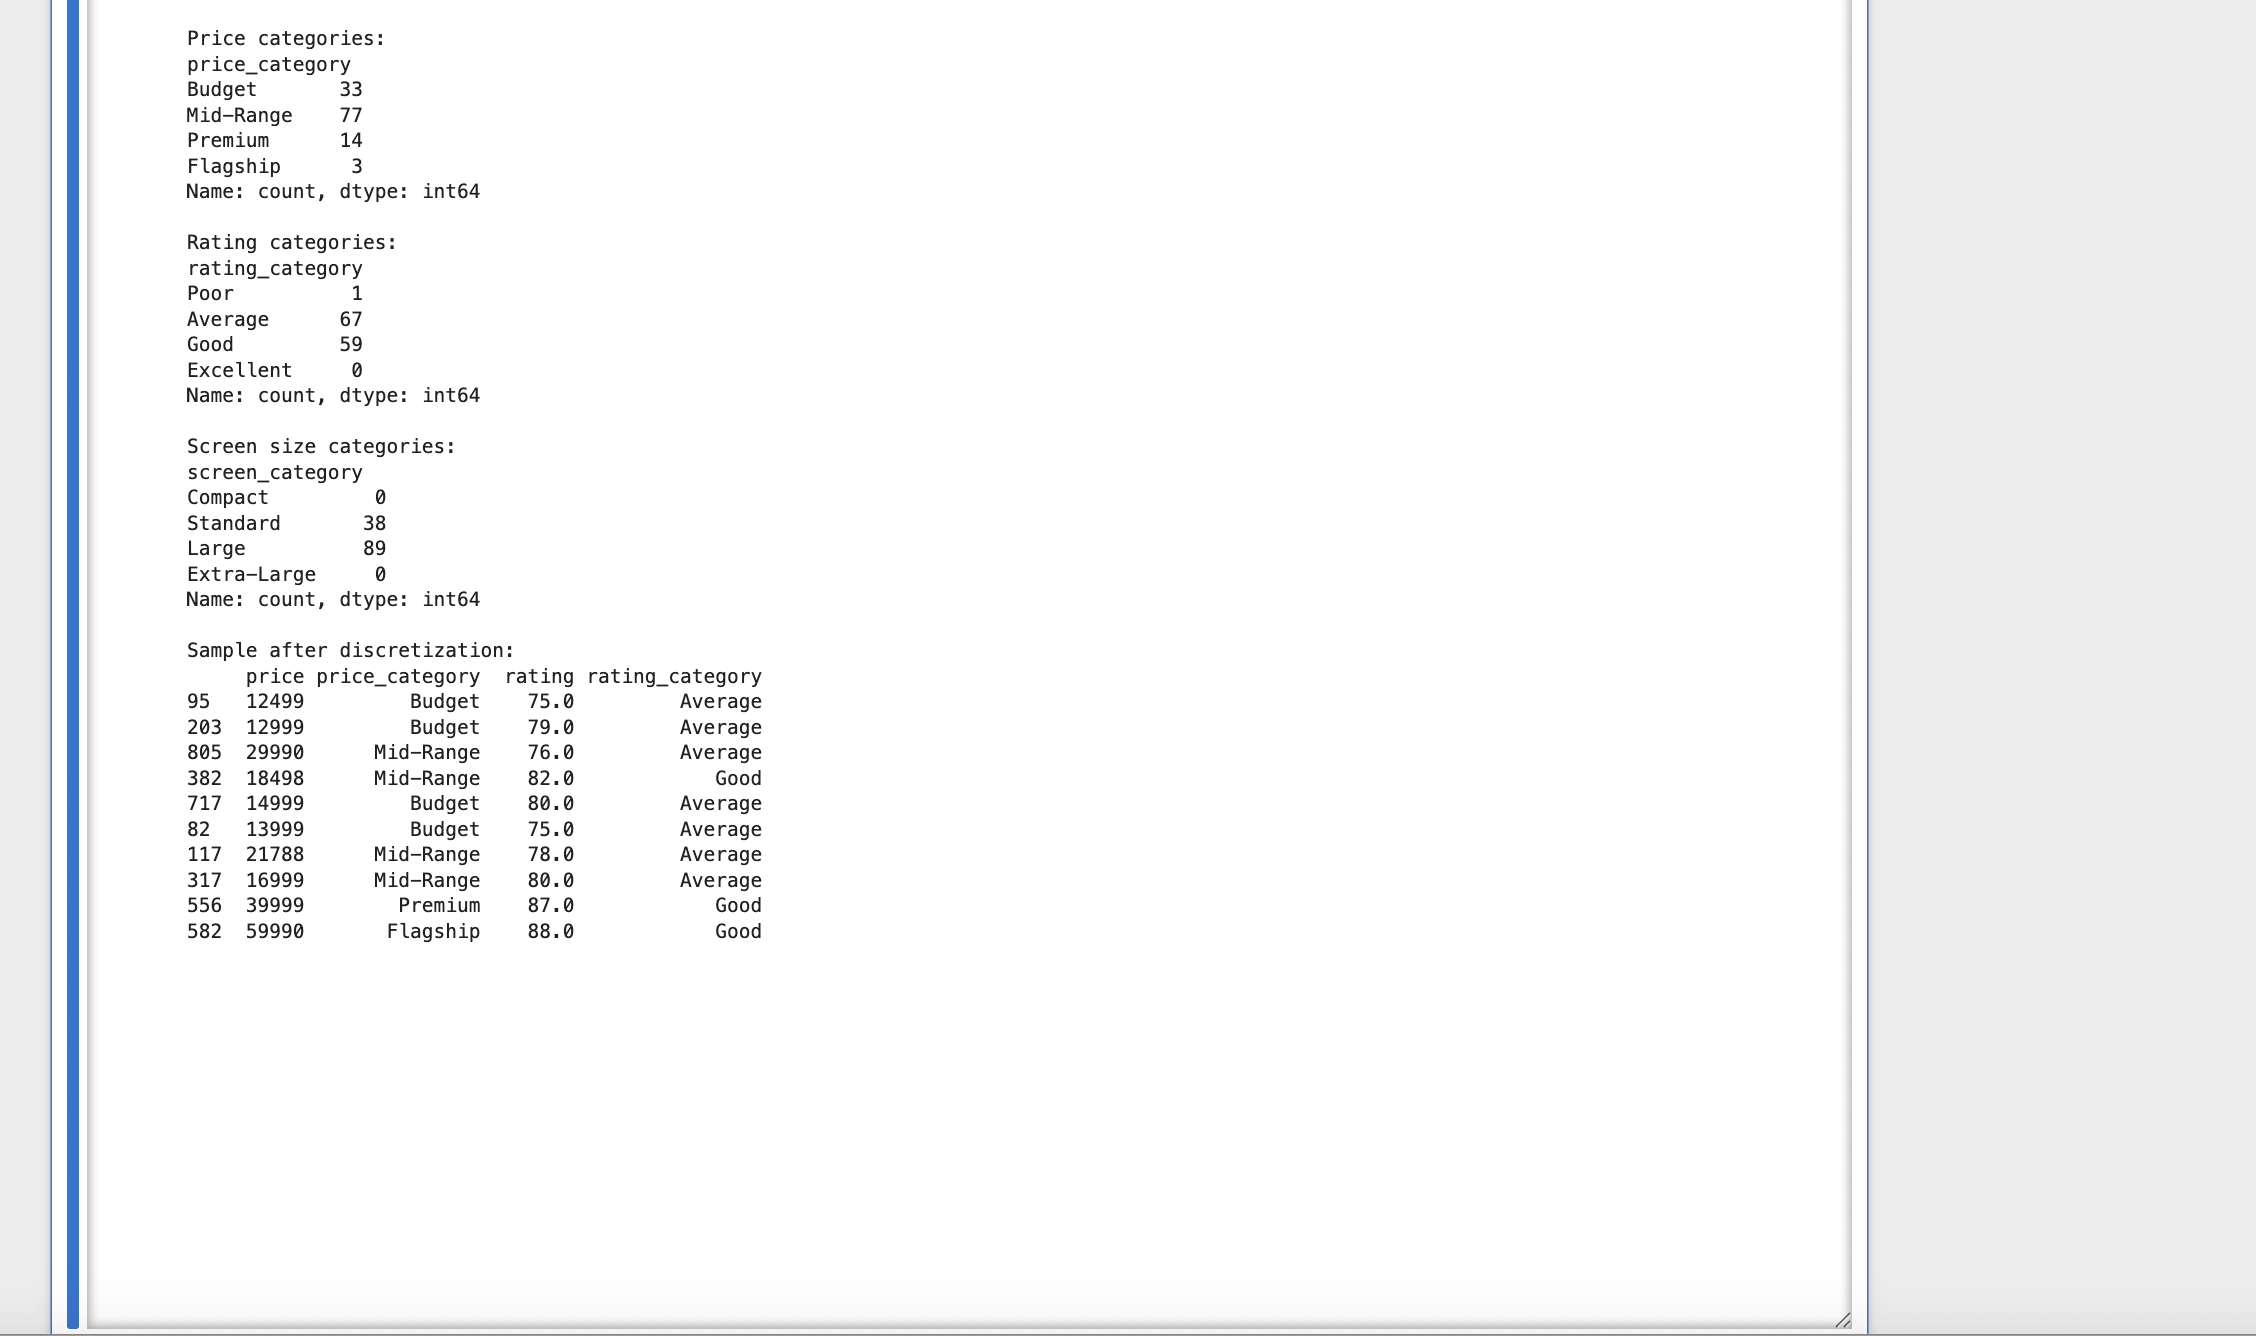 Price categories:
price_category
Budget       33
Mid-Range    77
Premium      14
Flagship      3
Name: count, dtype: int64

Rating categories:
rating_category
Poor          1
Average      67
Good         59
Excellent     0
Name: count, dtype: int64

Screen size categories:
screen_category
Compact         0
Standard       38
Large          89
Extra-Large     0
Name: count, dtype: int64

Sample after discretization:
     price price_category  rating rating_category
95   12499         Budget    75.0         Average
203  12999         Budget    79.0         Average
805  29990      Mid-Range    76.0         Average
382  18498      Mid-Range    82.0            Good
717  14999         Budget    80.0         Average
82   13999         Budget    75.0         Average
117  21788      Mid-Range    78.0         Average
317  16999      Mid-Range    80.0         Average
556  39999        Premium    87.0            Good
582  59990       Flagship    88.0            Good